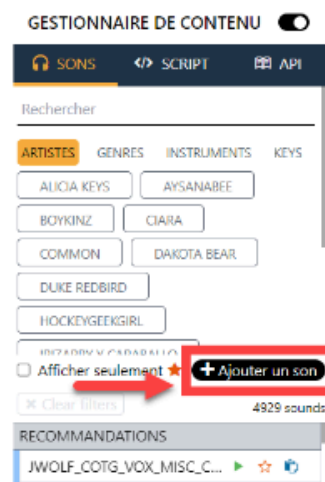 GESTIONNAIRE DE CONTENU
SONS </> SCRIPT API
Rechercher
ARTISTES GENRES INSTRUMENTS KEYS
ALICIA KEYS AYSANABEE
BOYKINZ CIARA
COMMON DAKOTA BEAR
DUKE REDBIRD
HOCKEYGEEKGIRL
Afficher seulement + Ajouter un son
× Clear filters 4929 sounds
RECOMMANDATIONS
JWOLF_COTG_VOX_MISC_C...